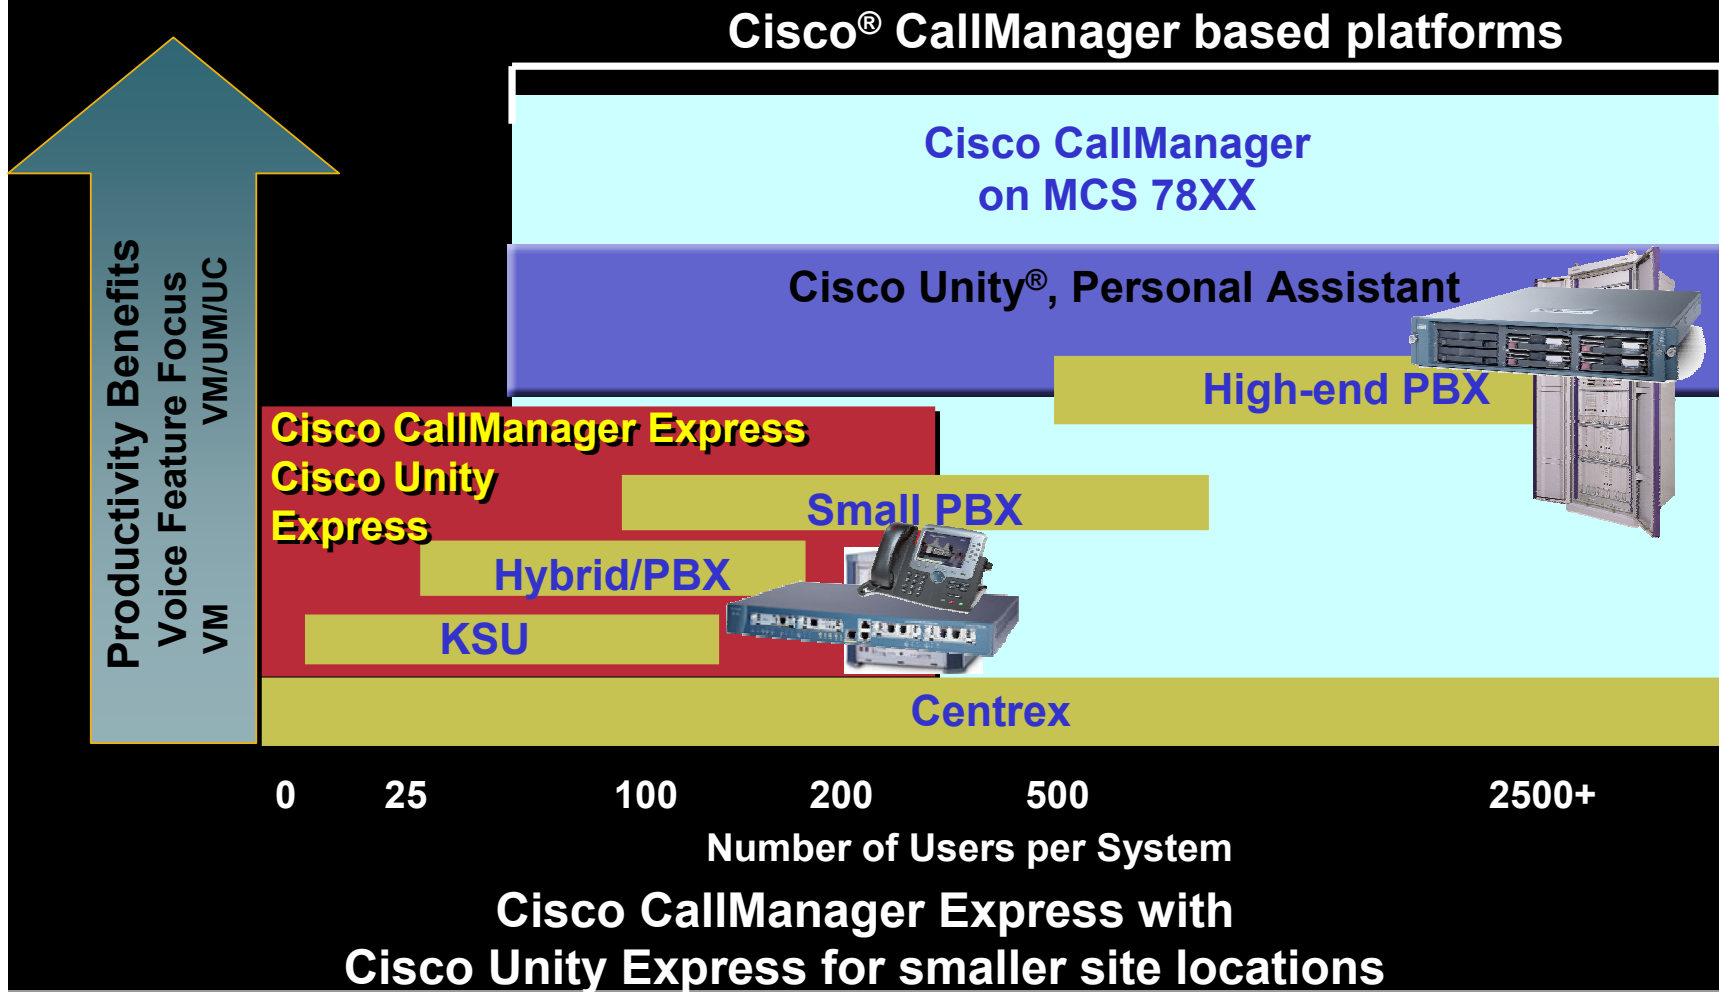 Cisco® CallManager based platforms
Cisco CallManager
on MCS 78XX
Cisco Unity®, Personal Assistant
High-end PBX
Cisco CallManager Express
Cisco Unity
Express
Small PBX
Hybrid/PBX
KSU
Centrex
Productivity Benefits
Voice Feature Focus
VM VM/UM/UC
0 25 100 200 500 2500+
Number of Users per System
Cisco CallManager Express with
Cisco Unity Express for smaller site locations